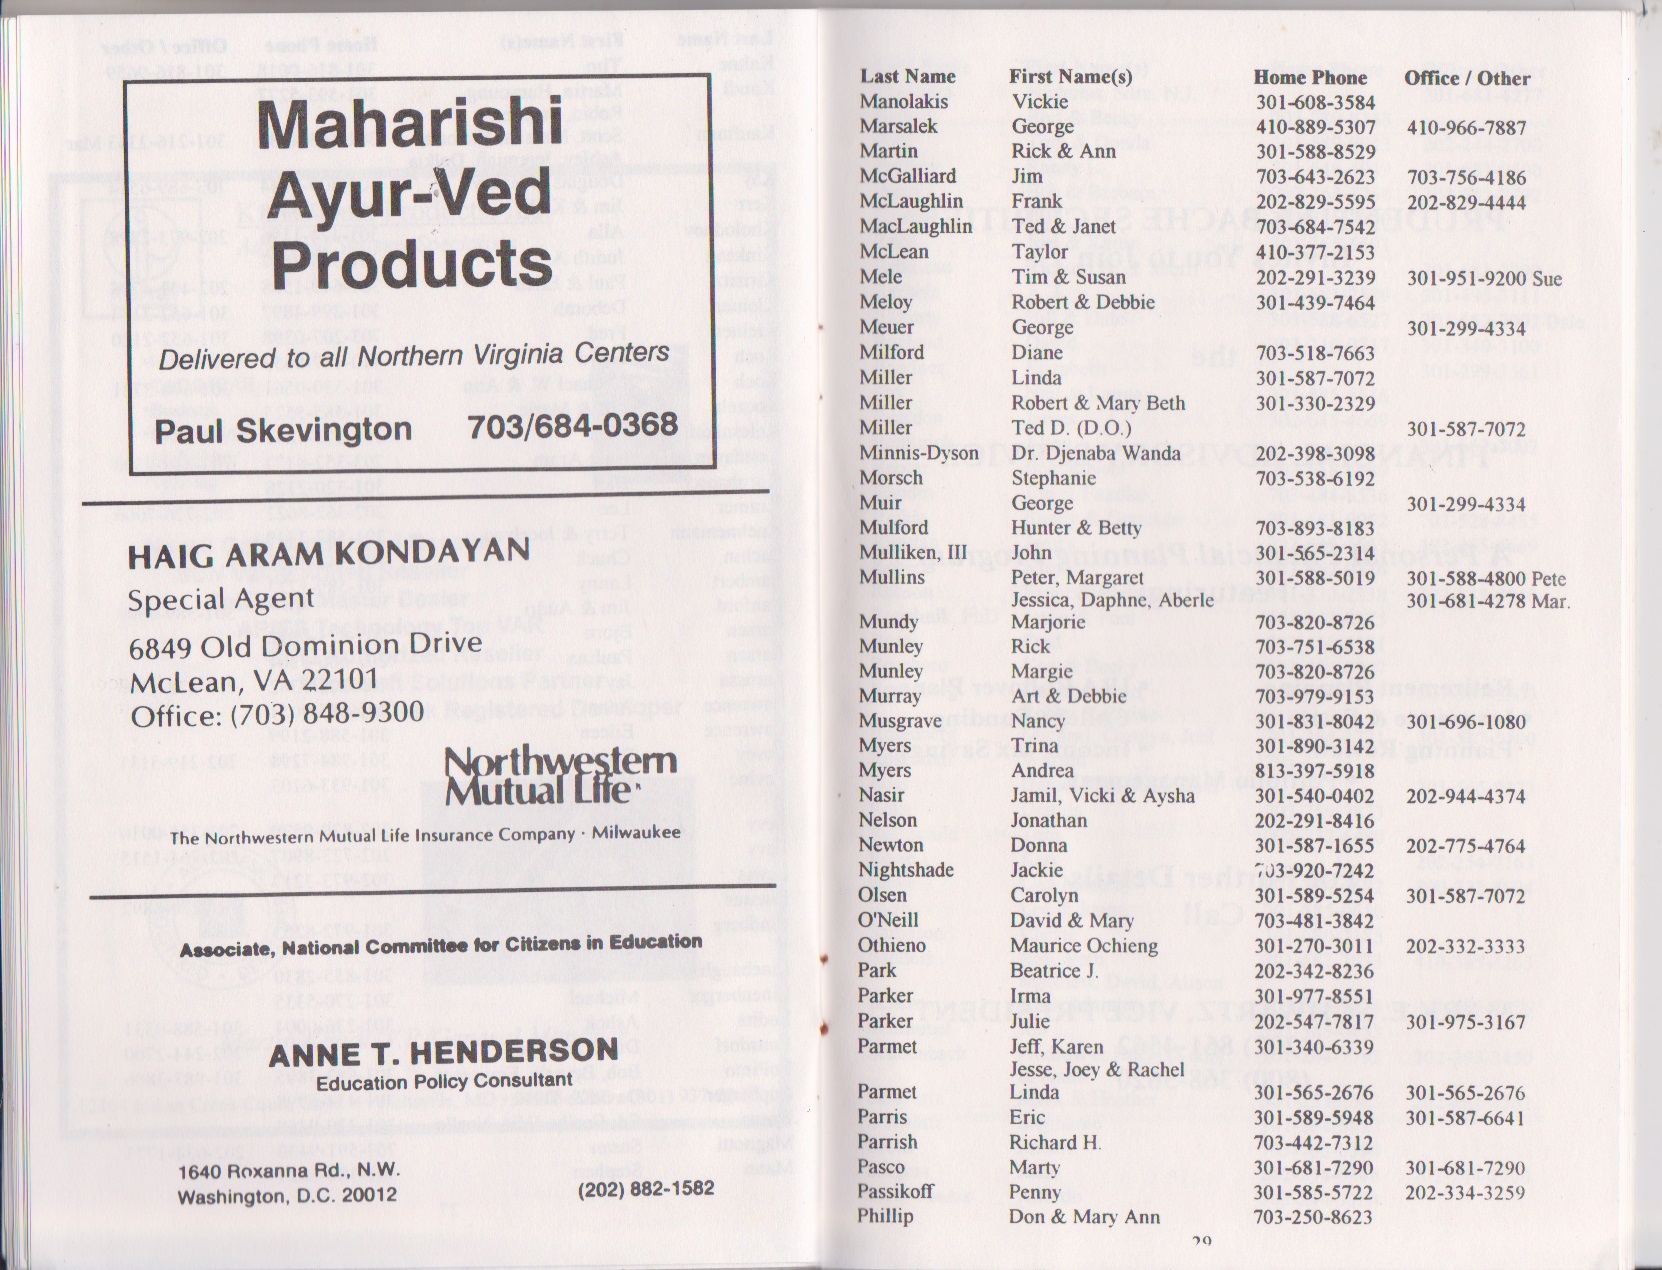 Maharishi
Ayur-Ved
Products
Delivered to all Northern Virginia Centers
Paul Skevington 703/684-0368
HAIG ARAM KONDAYAN
Special Agent
6849 Old Dominion Drive
McLean, VA 22101
Office: (703) 848-9300
Northwestern
Mutual Life
The Northwestern Mutual Life Insurance Company · Milwaukee
Associate, National Committee for Citizens in Education
ANNE T. HENDERSON
Education Policy Consultant
1640 Roxanna Rd., N.W.
Washington, D.C. 20012 (202) 882-1582
Last Name First Name(s) Home Phone Office / Other
Manolakis Vickie 301-608-3584
Marsalek George 410-889-5307 410-966-7887
Martin Rick & Ann 301-588-8529
McGalliard Jim 703-643-2623 703-756-4186
McLaughlin Frank 202-829-5595 202-829-4444
MacLaughlin Ted & Janet 703-684-7542
McLean Taylor 410-377-2153
Mele Tim & Susan 202-291-3239 301-951-9200 Sue
Meloy Robert & Debbie 301-439-7464
Meuer George 301-299-4334
Milford Diane 703-518-7663
Miller Linda 301-587-7072
Miller Robert & Mary Beth 301-330-2329
Miller Ted D. (D.O.) 301-587-7072
Minnis-Dyson Dr. Djenaba Wanda 202-398-3098
Morsch Stephanie 703-538-6192
Muir George 301-299-4334
Mulford Hunter & Betty 703-893-8183
Mulliken, III John 301-565-2314
Mullins Peter, Margaret 301-588-5019 301-588-4800 Pete
Jessica, Daphne, Aberle 301-681-4278 Mar.
Mundy Marjorie 703-820-8726
Munley Rick 703-751-6538
Munley Margie 703-820-8726
Murray Art & Debbie 703-979-9153
Musgrave Nancy 301-831-8042 301-696-1080
Myers Trina 301-890-3142
Myers Andrea 813-397-5918
Nasir Jamil, Vicki & Aysha 301-540-0402 202-944-4374
Nelson Jonathan 202-291-8416
Newton Donna 301-587-1655 202-775-4764
Nightshade Jackie 703-920-7242
Olsen Carolyn 301-589-5254 301-587-7072
O'Neill David & Mary 703-481-3842
Othieno Maurice Ochieng 301-270-3011 202-332-3333
Park Beatrice J. 202-342-8236
Parker Irma 301-977-8551
Parker Julie 202-547-7817 301-975-3167
Parmet Jeff, Karen 301-340-6339
Jesse, Joey & Rachel
Parmet Linda 301-565-2676 301-565-2676
Parris Eric 301-589-5948 301-587-6641
Parrish Richard H. 703-442-7312
Pasco Marty 301-681-7290 301-681-7290
Passikoff Penny 301-585-5722 202-334-3259
Phillip Don & Mary Ann 703-250-8623
29